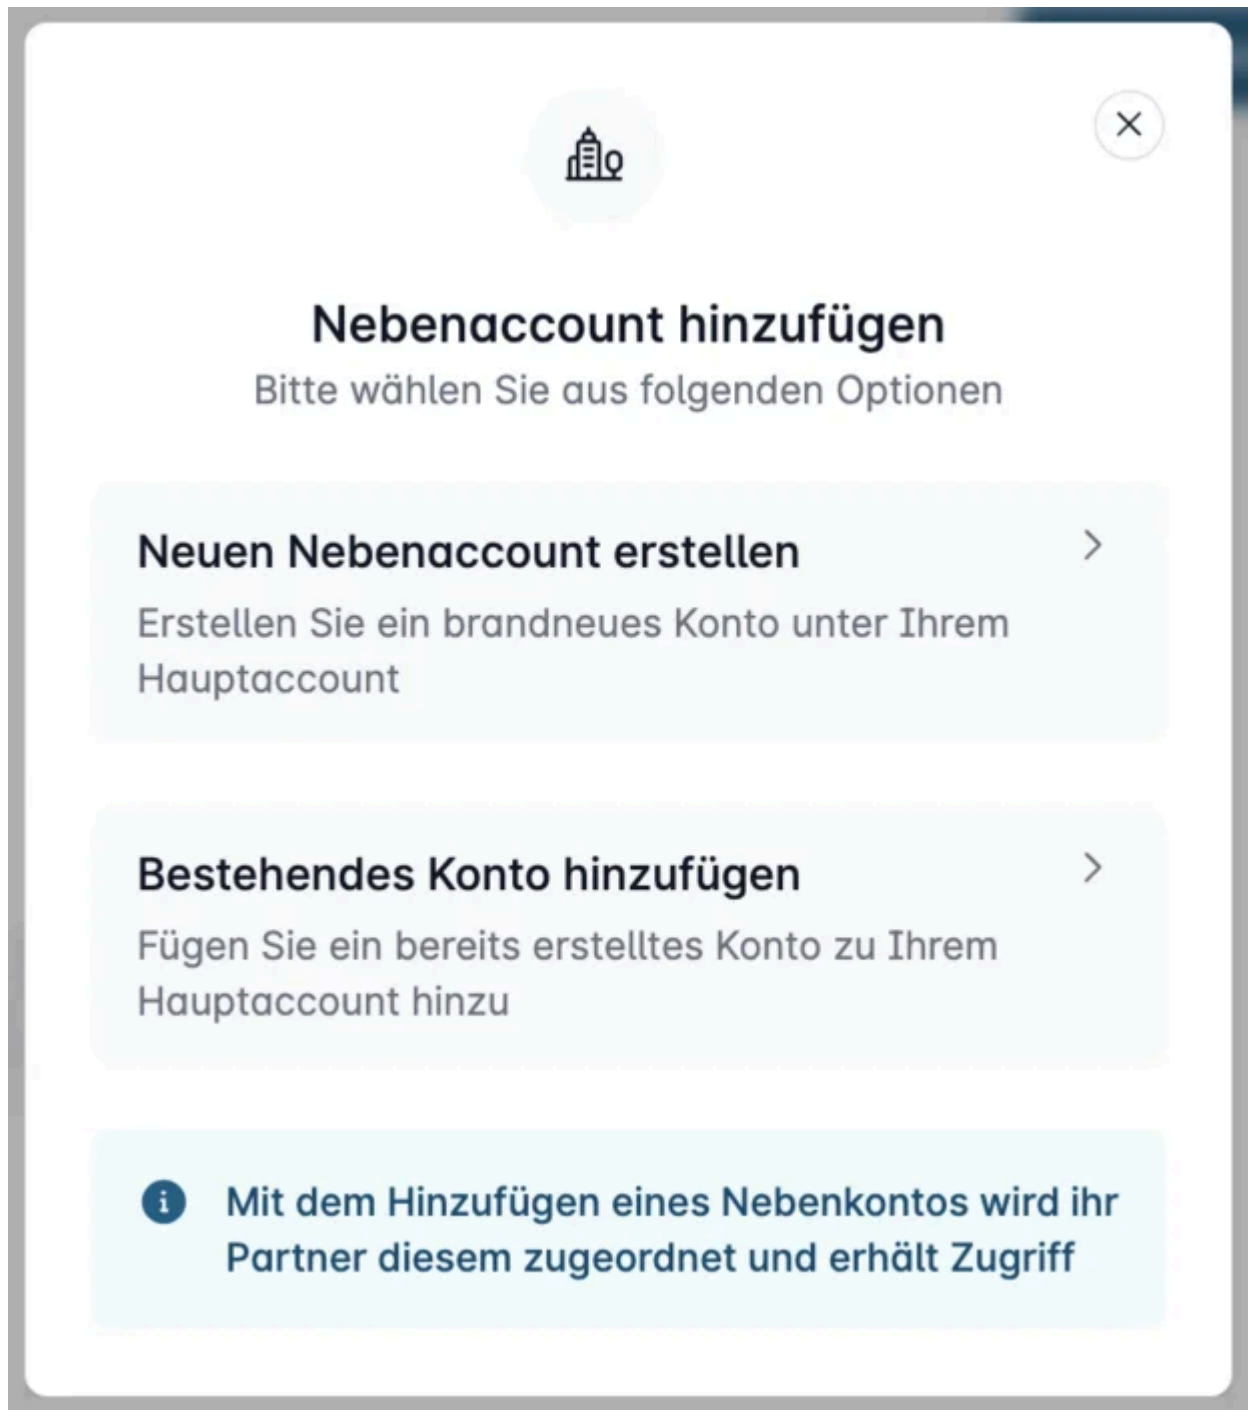 Nebenaccount hinzufügen
Bitte wählen Sie aus folgenden Optionen
Neuen Nebenaccount erstellen
Erstellen Sie ein brandneues Konto unter Ihrem
Hauptaccount
Bestehendes Konto hinzufügen
Fügen Sie ein bereits erstelltes Konto zu Ihrem
Hauptaccount hinzu
Mit dem Hinzufügen eines Nebenkontos wird ihr
Partner diesem zugeordnet und erhält Zugriff